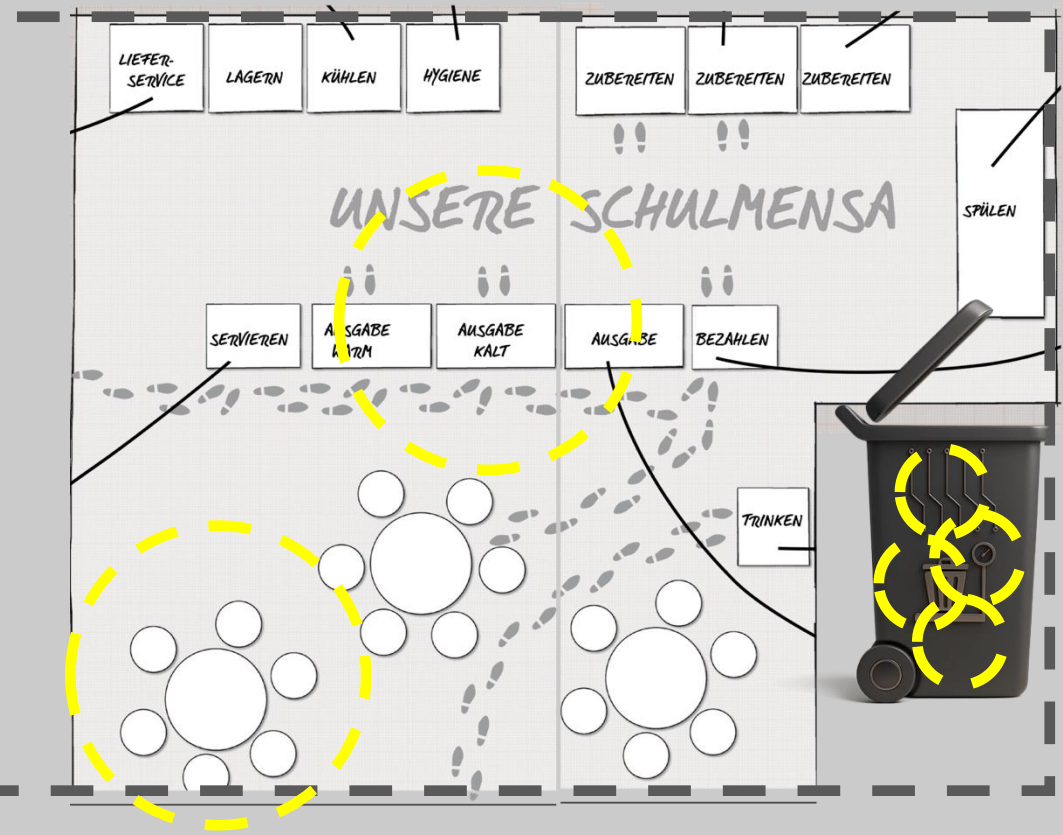 LIEFER-
SERVICE
LAGERN
KÜHLEN
HYGIENE
ZUBEREITEN
ZUBEREITEN
ZUBEREITEN
SPÜLEN
UNSERE SCHULMENSA
SERVIEREN
AUSGABE
WARM
AUSGABE
KALT
AUSGABE
BEZAHLEN
TRINKEN